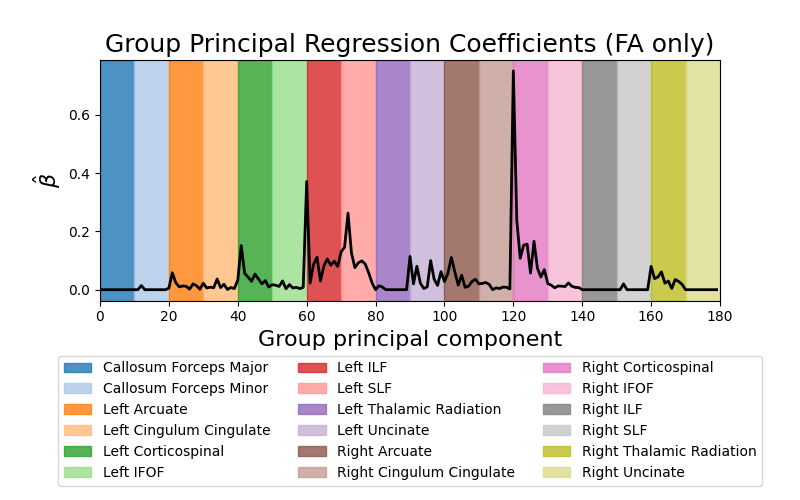 Group Principal Regression Coefficients (FA only)
0.6
0.4
0.2
0.0
β̂
0 20 40 60 80 100 120 140 160 180
Group principal component
Callosum Forceps Major
Callosum Forceps Minor
Left Arcuate
Left Cingulum Cingulate
Left Corticospinal
Left IFOF
Left ILF
Left SLF
Left Thalamic Radiation
Left Uncinate
Right Arcuate
Right Cingulum Cingulate
Right Corticospinal
Right IFOF
Right ILF
Right SLF
Right Thalamic Radiation
Right Uncinate